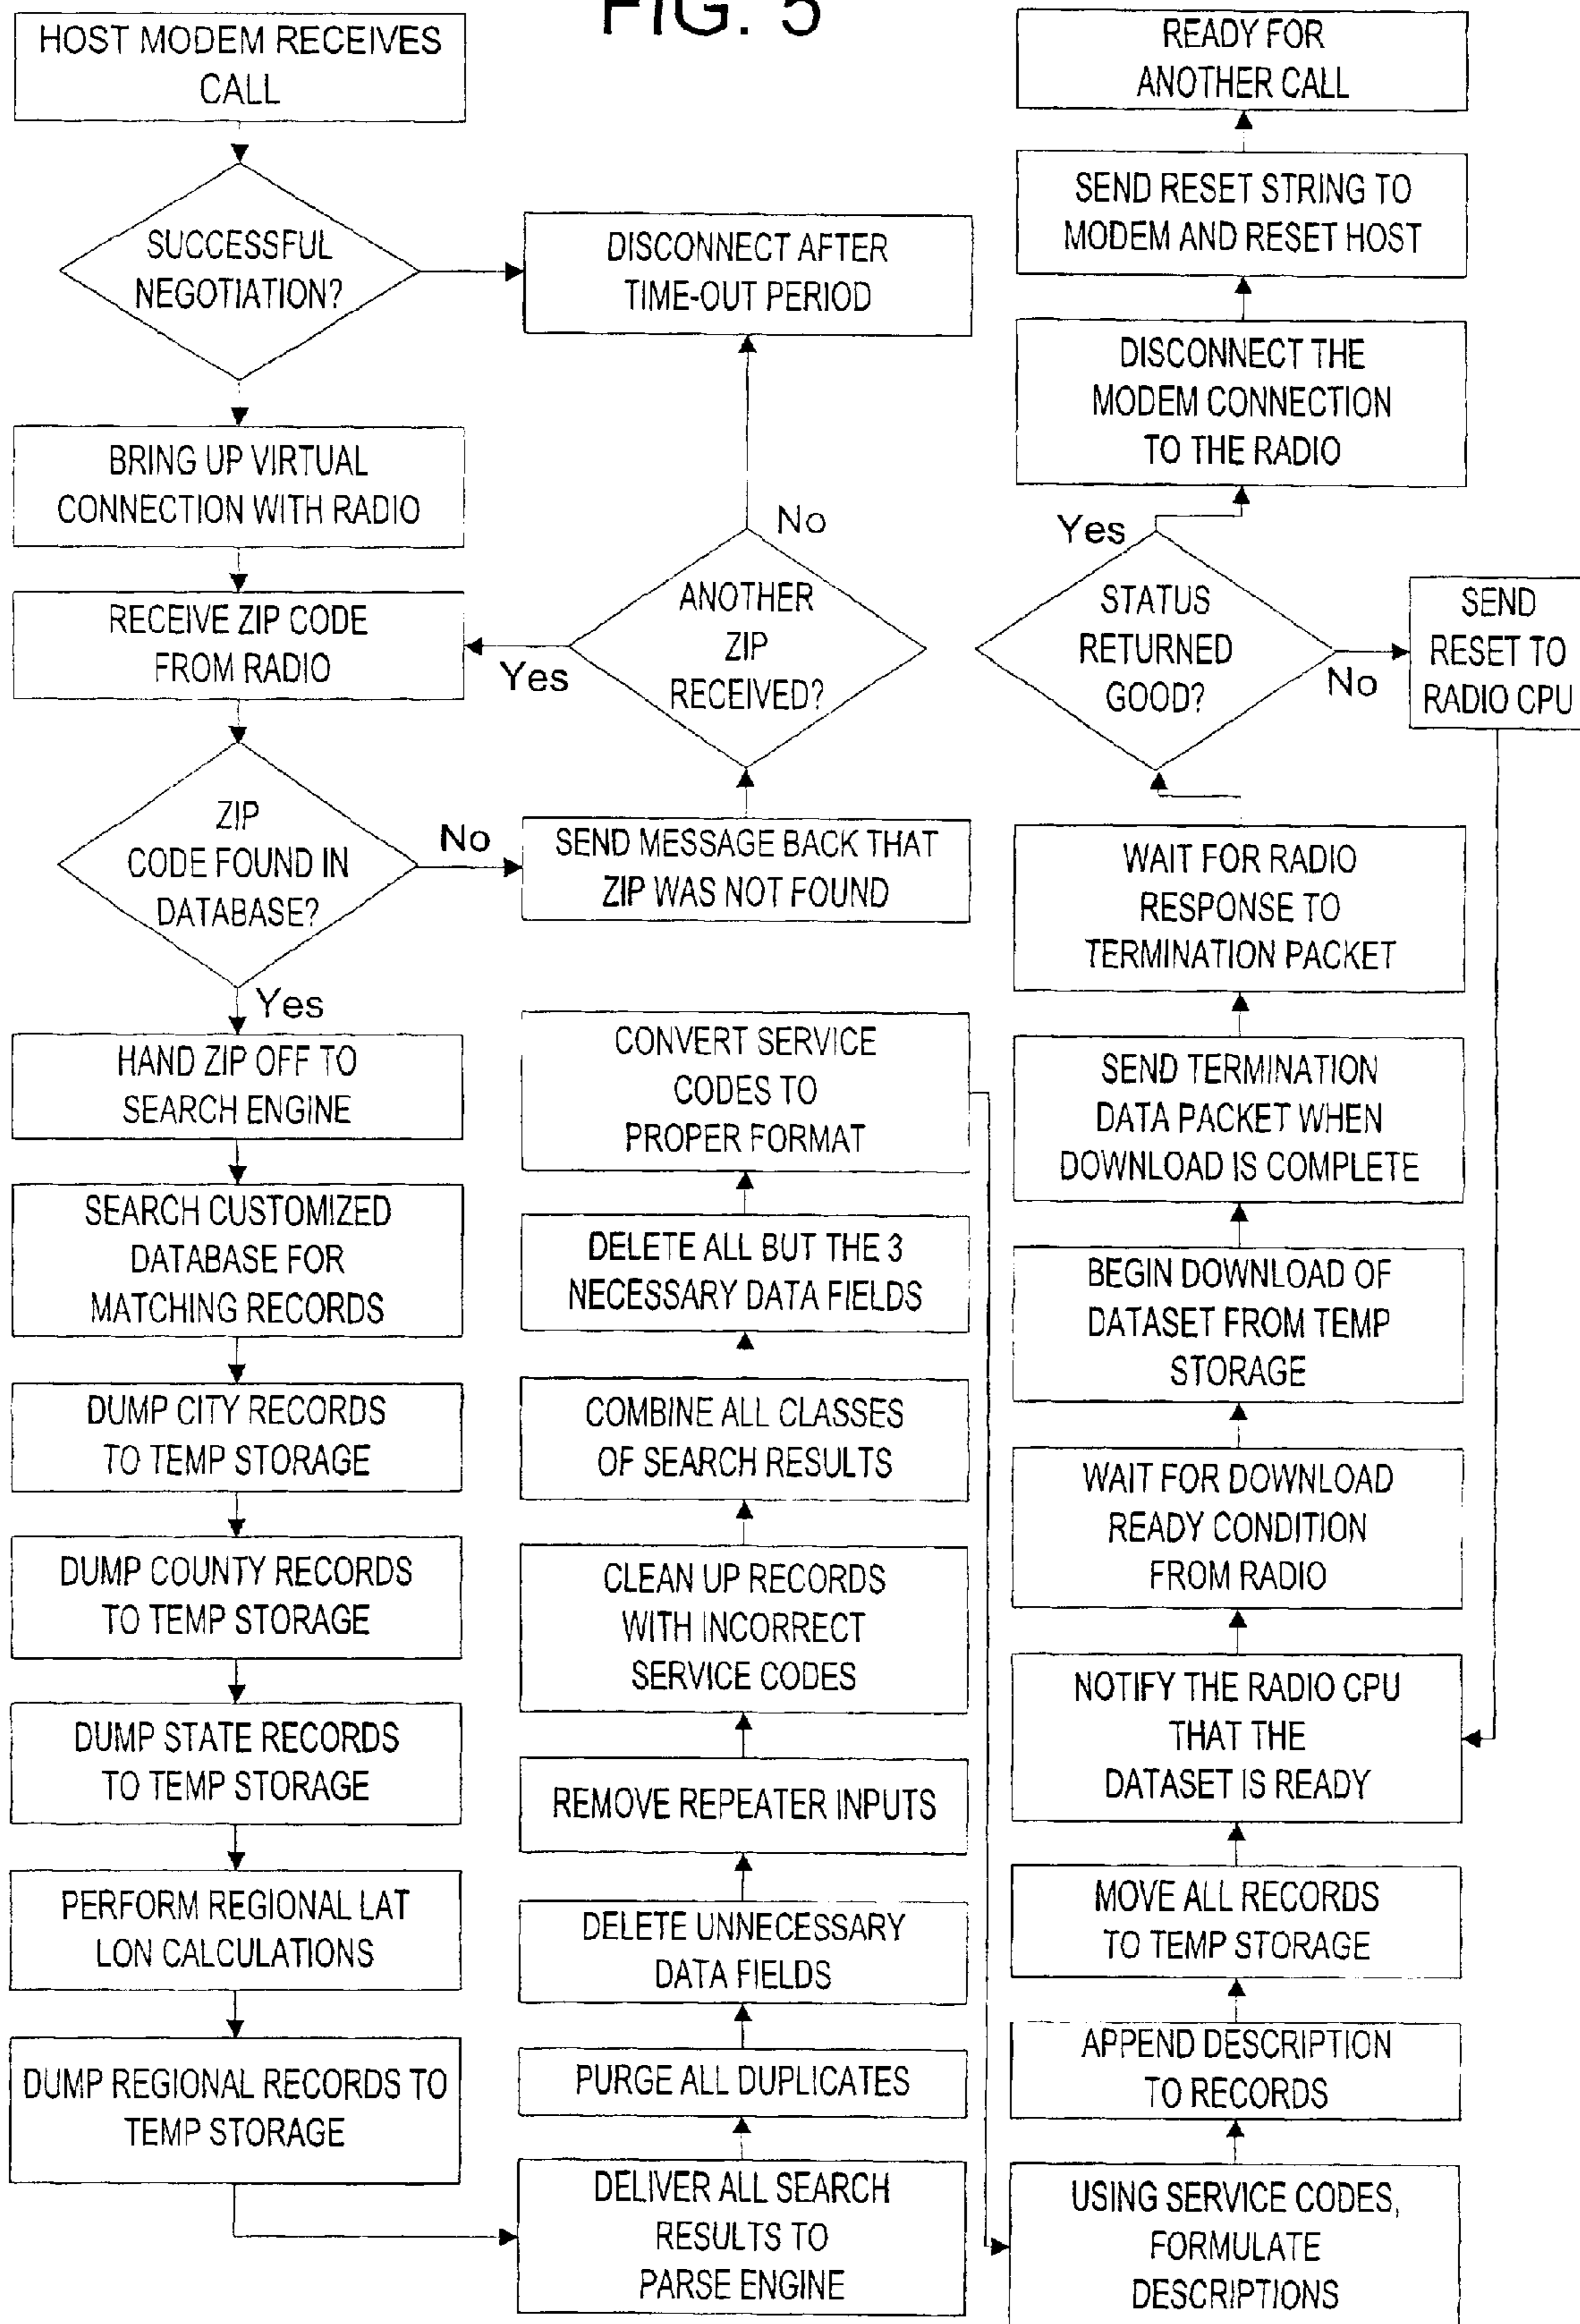 FIG. 5
HOST MODEM RECEIVES
CALL
SUCCESSFUL
NEGOTIATION?
DISCONNECT AFTER
TIME-OUT PERIOD
BRING UP VIRTUAL
CONNECTION WITH RADIO
RECEIVE ZIP CODE
FROM RADIO
No
ANOTHER
ZIP
RECEIVED?
Yes
ZIP
CODE FOUND IN
DATABASE?
No
SEND MESSAGE BACK THAT
ZIP WAS NOT FOUND
Yes
HAND ZIP OFF TO
SEARCH ENGINE
SEARCH CUSTOMIZED
DATABASE FOR
MATCHING RECORDS
DUMP CITY RECORDS
TO TEMP STORAGE
DUMP COUNTY RECORDS
TO TEMP STORAGE
DUMP STATE RECORDS
TO TEMP STORAGE
PERFORM REGIONAL LAT
LON CALCULATIONS
DUMP REGIONAL RECORDS TO
TEMP STORAGE
CONVERT SERVICE
CODES TO
PROPER FORMAT
DELETE ALL BUT THE 3
NECESSARY DATA FIELDS
COMBINE ALL CLASSES
OF SEARCH RESULTS
CLEAN UP RECORDS
WITH INCORRECT
SERVICE CODES
REMOVE REPEATER INPUTS
DELETE UNNECESSARY
DATA FIELDS
PURGE ALL DUPLICATES
DELIVER ALL SEARCH
RESULTS TO
PARSE ENGINE
READY FOR
ANOTHER CALL
SEND RESET STRING TO
MODEM AND RESET HOST
DISCONNECT THE
MODEM CONNECTION
TO THE RADIO
Yes
STATUS
RETURNED
GOOD?
No
SEND
RESET TO
RADIO CPU
WAIT FOR RADIO
RESPONSE TO
TERMINATION PACKET
SEND TERMINATION
DATA PACKET WHEN
DOWNLOAD IS COMPLETE
BEGIN DOWNLOAD OF
DATASET FROM TEMP
STORAGE
WAIT FOR DOWNLOAD
READY CONDITION
FROM RADIO
NOTIFY THE RADIO CPU
THAT THE
DATASET IS READY
MOVE ALL RECORDS
TO TEMP STORAGE
APPEND DESCRIPTION
TO RECORDS
USING SERVICE CODES,
FORMULATE
DESCRIPTIONS